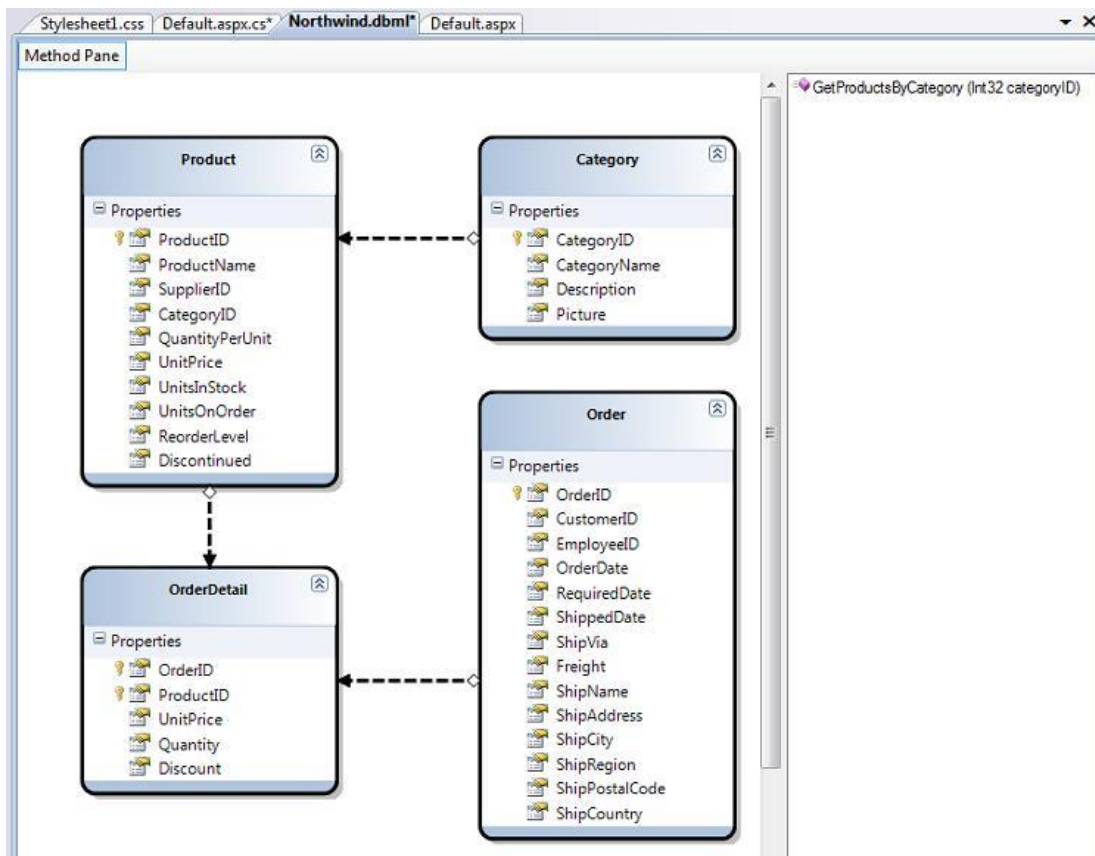 Stylesheet1.css Default.aspx.cs* Northwind.dbml* Default.aspx
Method Pane
GetProductsByCategory (Int32 categoryID)
Product
Properties
ProductID
ProductName
SupplierID
CategoryID
QuantityPerUnit
UnitPrice
UnitsInStock
UnitsOnOrder
ReorderLevel
Discontinued
Category
Properties
CategoryID
CategoryName
Description
Picture
OrderDetail
Properties
OrderID
ProductID
UnitPrice
Quantity
Discount
Order
Properties
OrderID
CustomerID
EmployeeID
OrderDate
RequiredDate
ShippedDate
ShipVia
Freight
ShipName
ShipAddress
ShipCity
ShipRegion
ShipPostalCode
ShipCountry